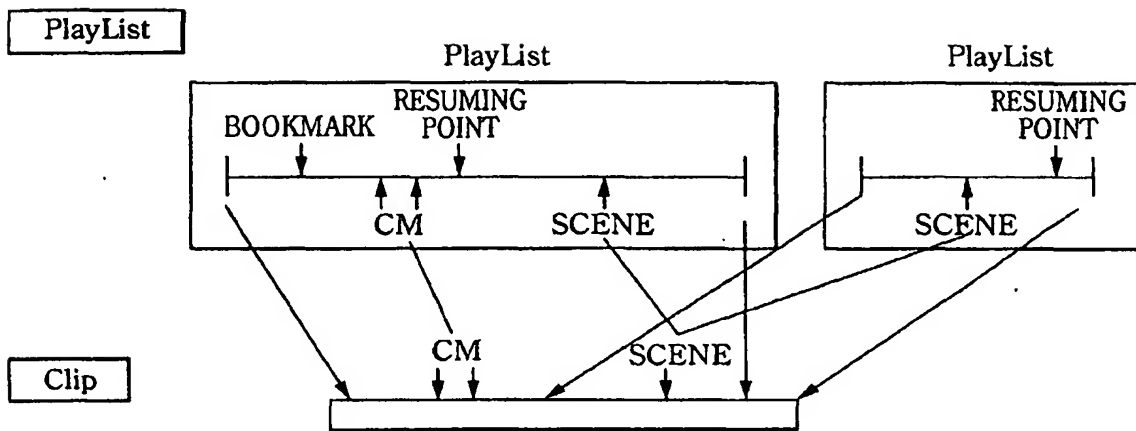 PlayList
PlayList
PlayList
BOOKMARK
RESUMING
POINT
CM
SCENE
RESUMING
POINT
SCENE
CM
SCENE
Clip